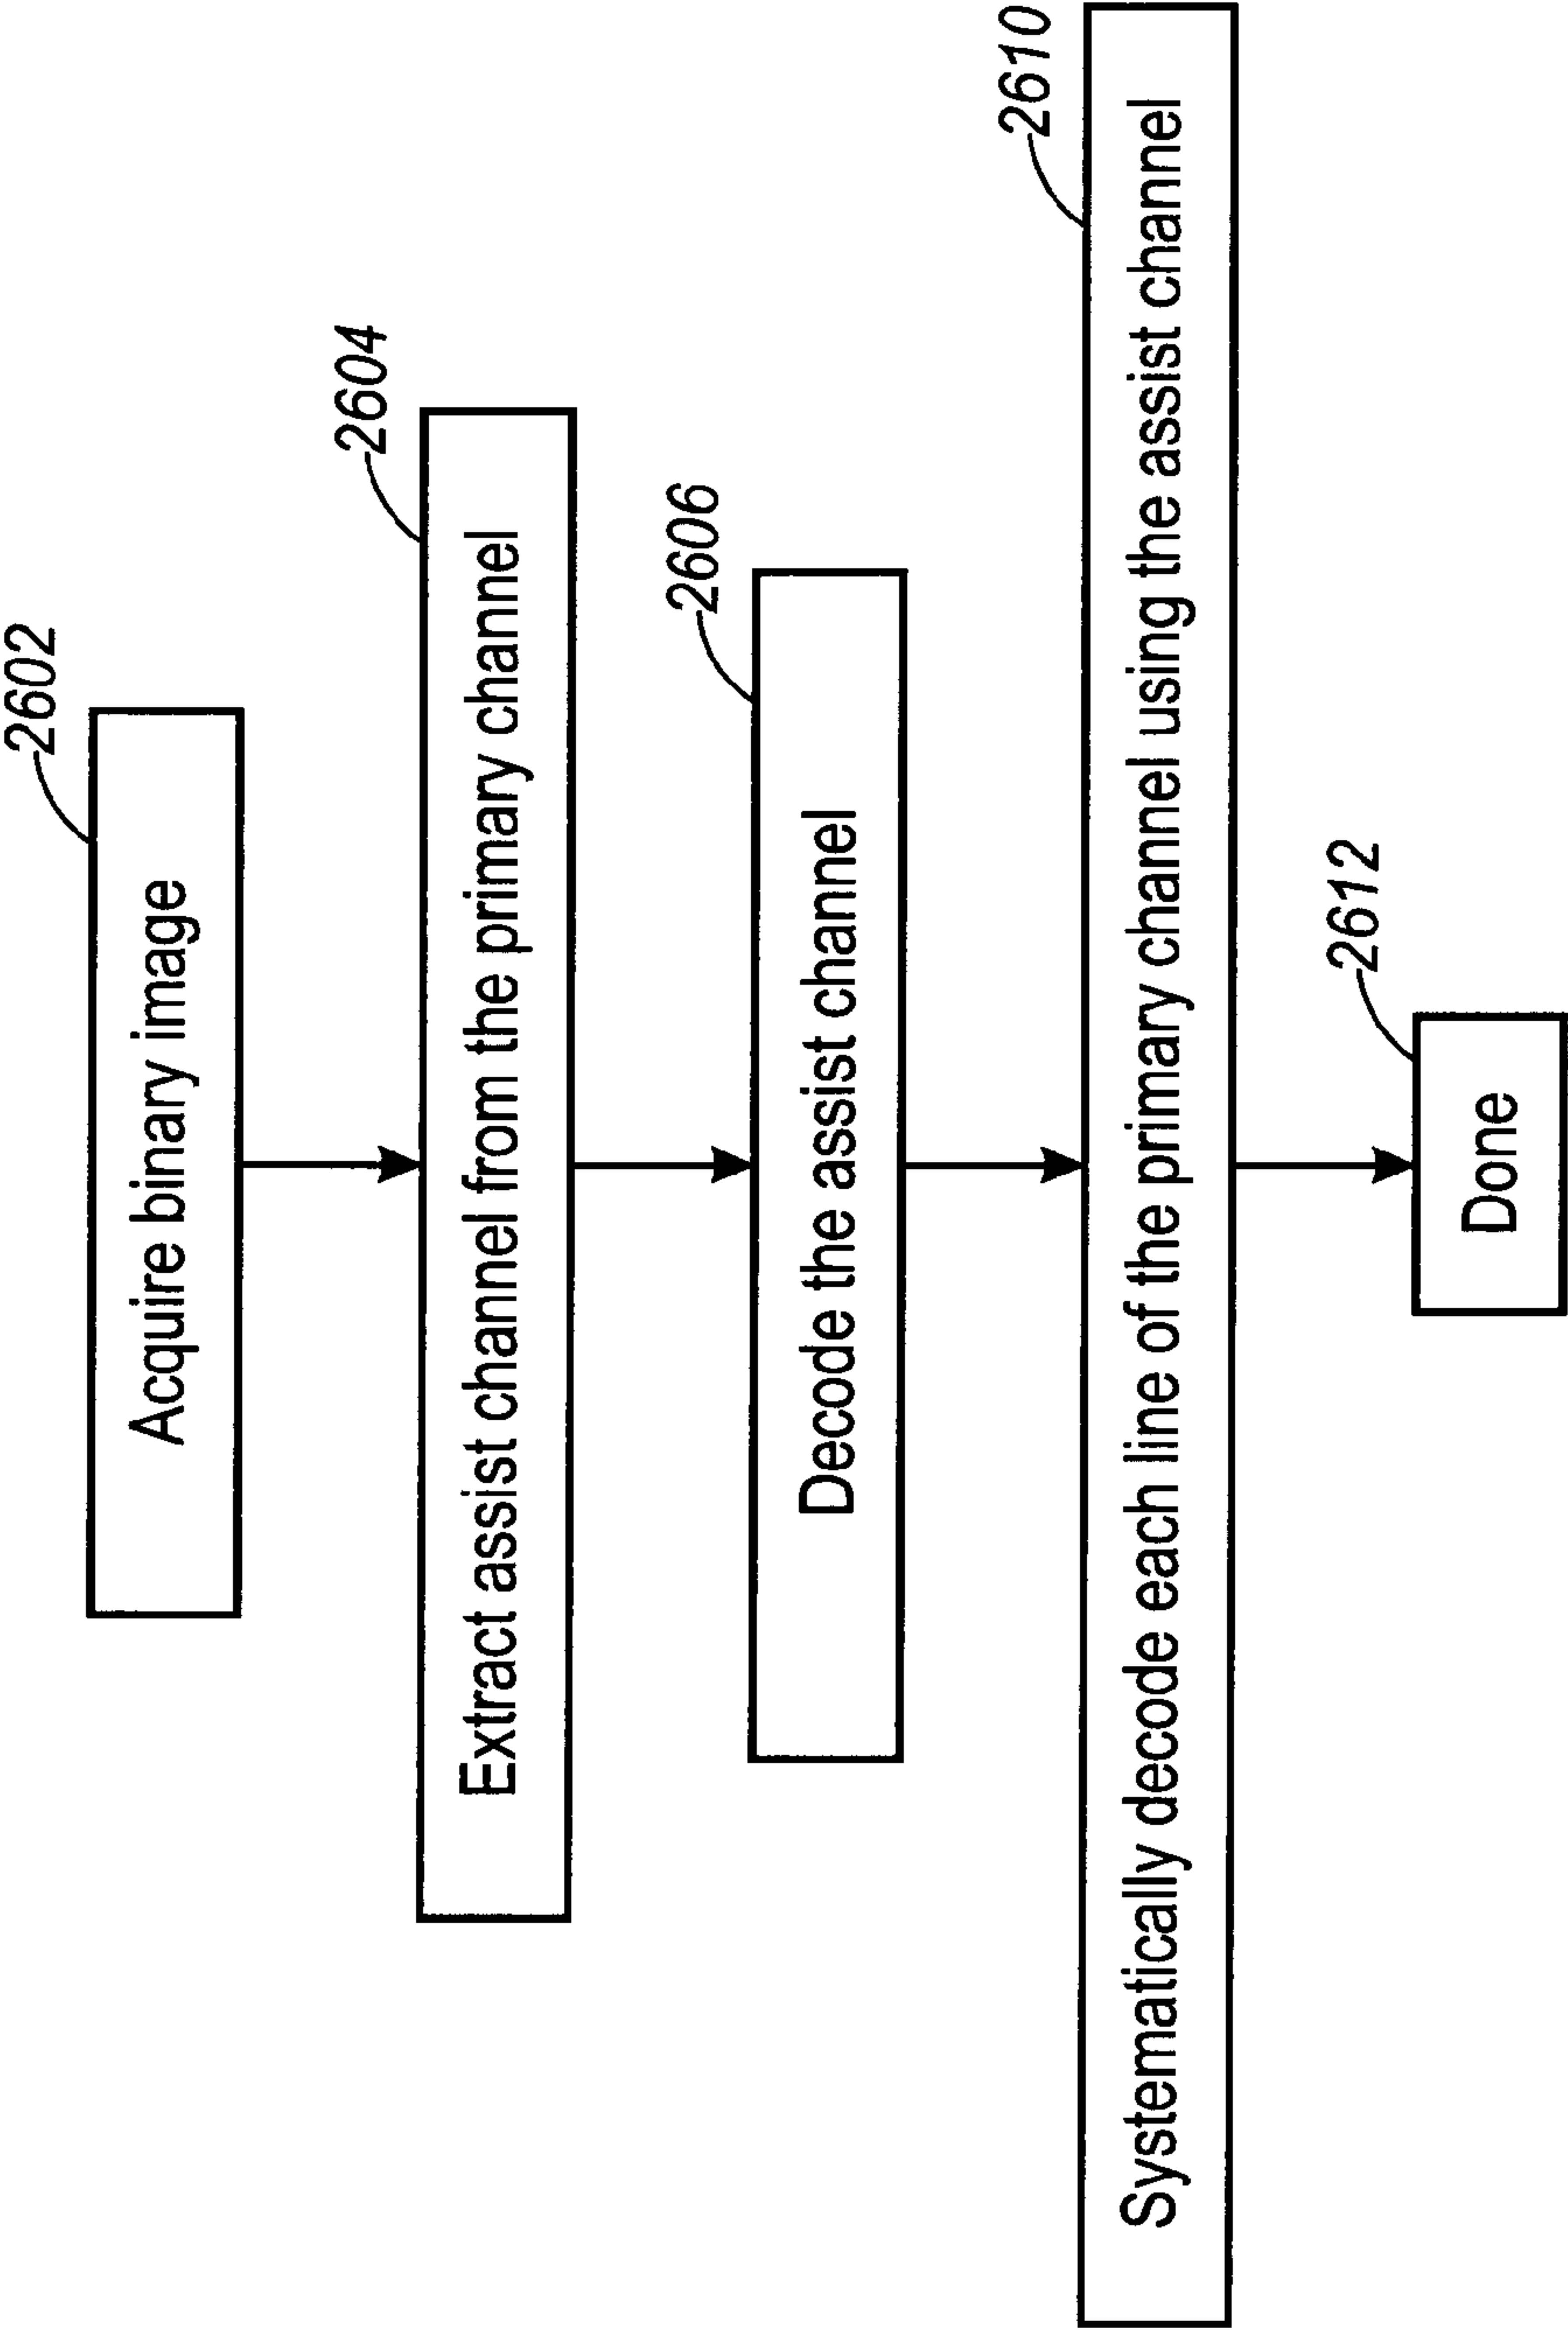 2602
Acquire binary image
2604
Extract assist channel from the primary channel
2606
Decode the assist channel
2610
Systematically decode each line of the primary channel using the assist channel
2612
Done